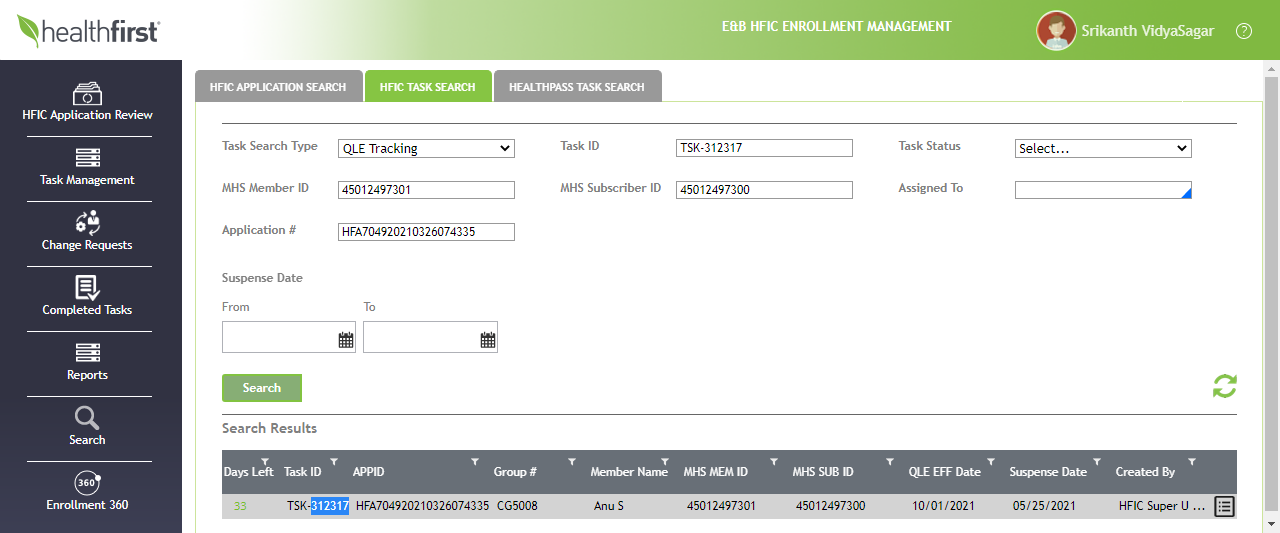 healthfirst
E&B HFIC ENROLLMENT MANAGEMENT
Srikanth VidyaSagar
?
HFIC Application Review
Task Management
Change Requests
Completed Tasks
Reports
Search
360°
Enrollment 360
HFIC APPLICATION SEARCH HFIC TASK SEARCH HEALTHPASS TASK SEARCH
Task Search Type QLE Tracking Task ID TSK-312317 Task Status Select...
MHS Member ID 45012497301 MHS Subscriber ID 45012497300 Assigned To
Application # HFA704920210326074335
Suspense Date
From To
Search
Search Results
Days Left Task ID APPID Group # Member Name MHS MEM ID MHS SUB ID QLE EFF Date Suspense Date Created By
33 TSK-312317 HFA704920210326074335 CG5008 Anu S 45012497301 45012497300 10/01/2021 05/25/2021 HFIC Super U ...